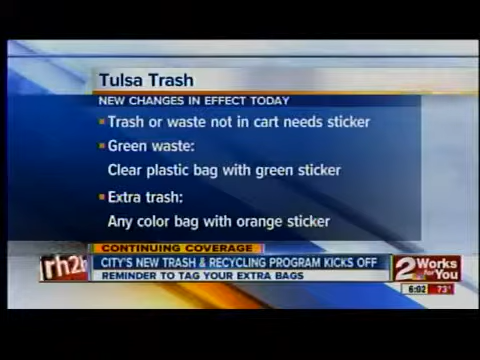 Tulsa Trash
NEW CHANGES IN EFFECT TODAY
Trash or waste not in cart needs sticker
Green waste:
Clear plastic bag with green sticker
Extra trash:
Any color bag with orange sticker
CONTINUING COVERAGE
CITY'S NEW TRASH & RECYCLING PROGRAM KICKS OFF
REMINDER TO TAG YOUR EXTRA BAGS
2 Works for You
6:02 73°